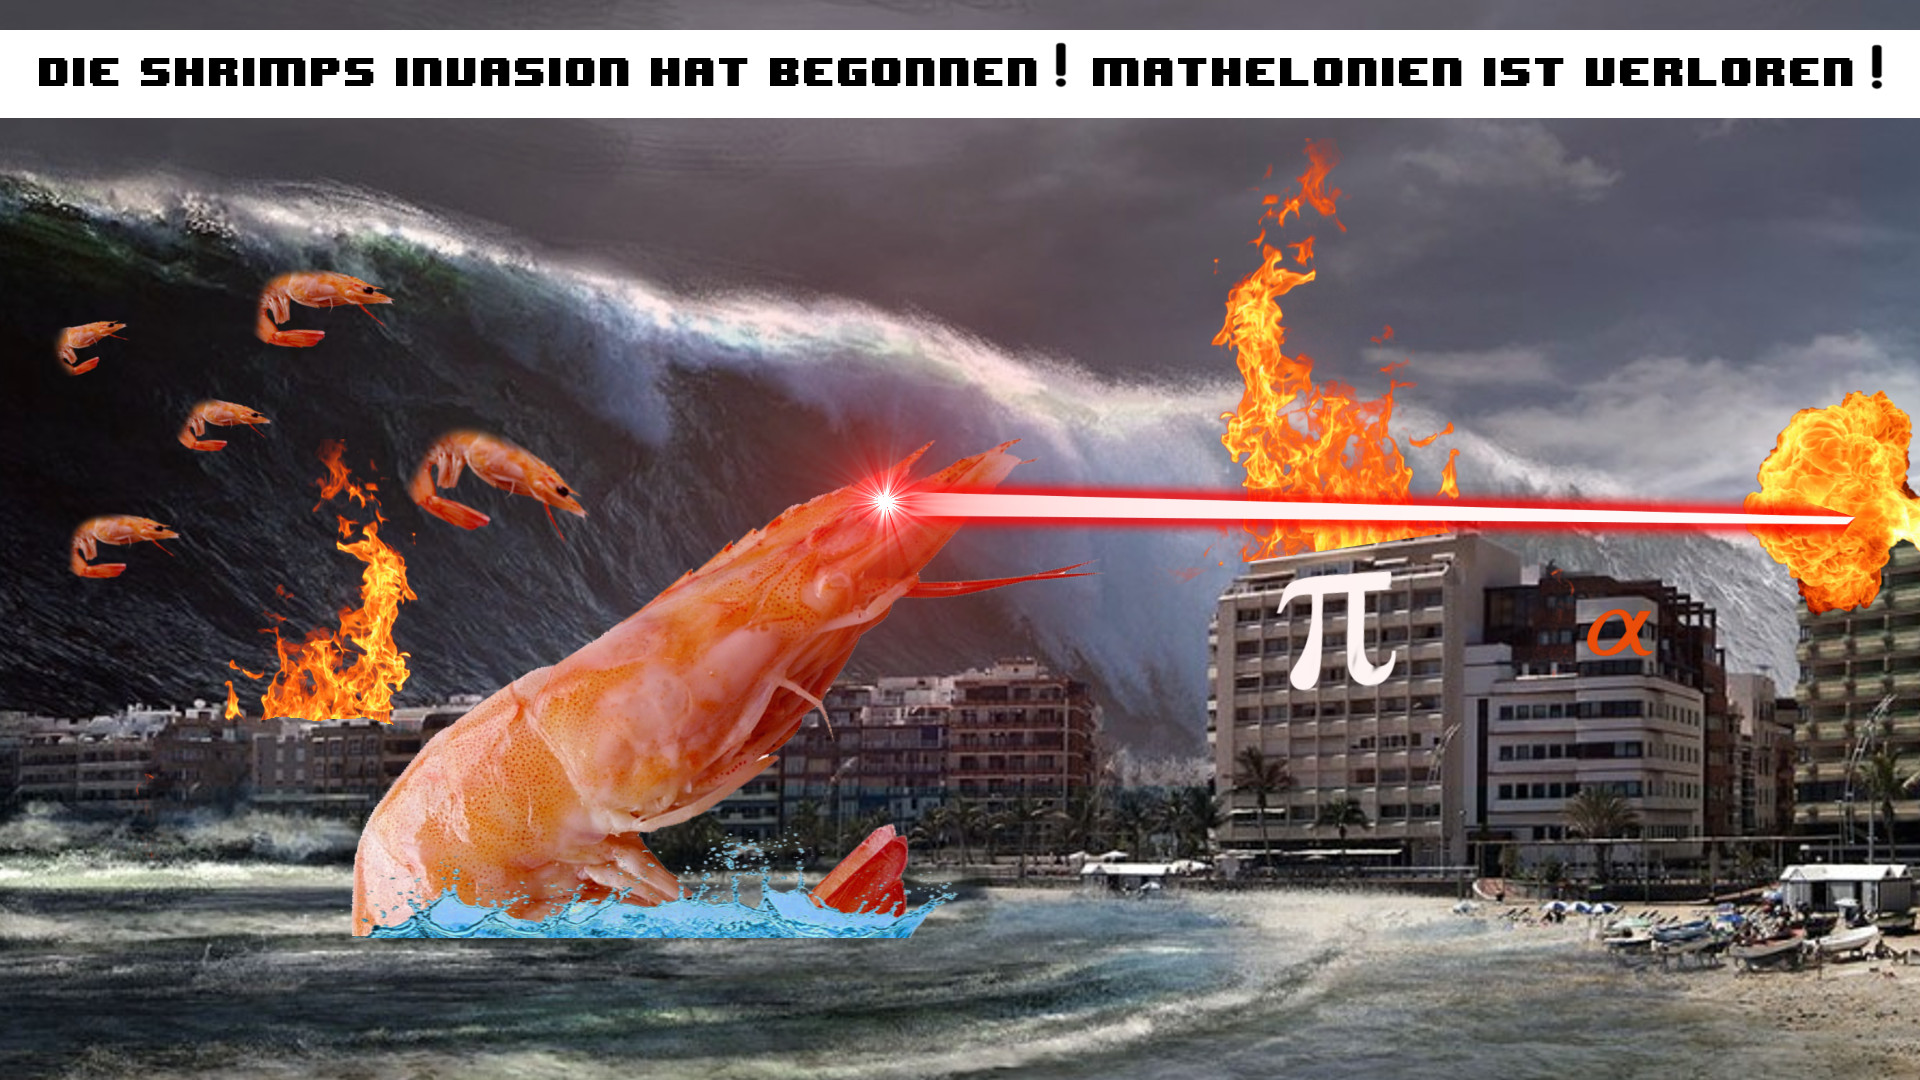 DIE SHRIMPS INVASION HAT BEGONNEN! MATHELONIEN IST VERLOREN!
π
α